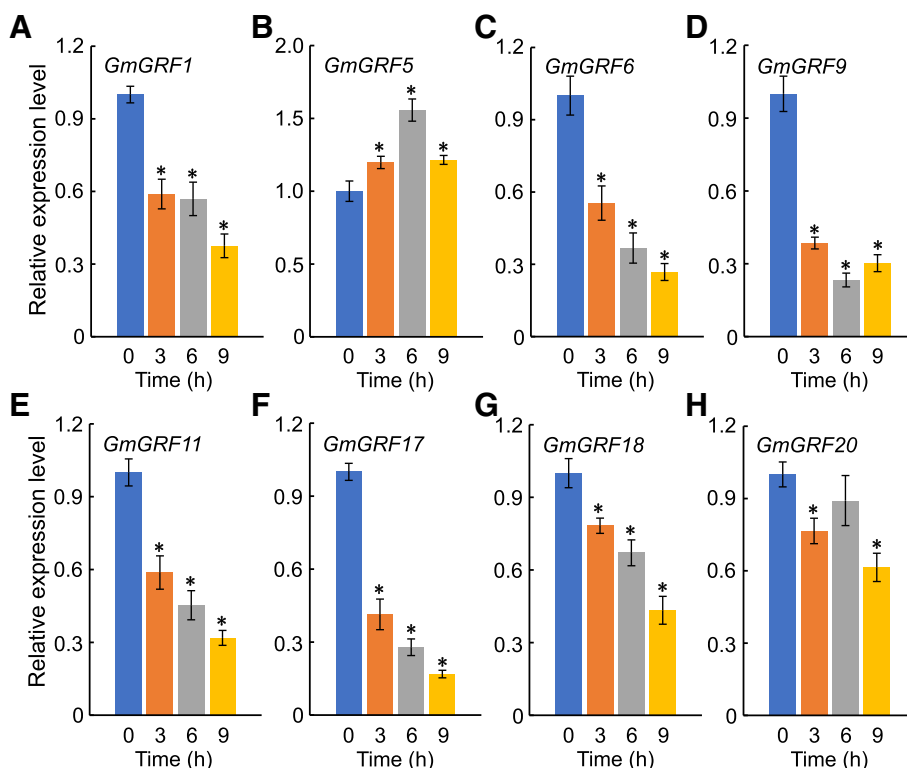 A
GmGRF1
Relative expression level
1.2
0.9
0.6
0.3
0
* * *
0 3 6 9
Time (h)
B
GmGRF5
2.0
1.5
1.0
0.5
0
* * *
0 3 6 9
Time (h)
C
GmGRF6
1.2
0.9
0.6
0.3
0
* * *
0 3 6 9
Time (h)
D
GmGRF9
1.2
0.9
0.6
0.3
0
* * *
0 3 6 9
Time (h)
E
GmGRF11
Relative expression level
1.2
0.9
0.6
0.3
0
* * *
0 3 6 9
Time (h)
F
GmGRF17
1.2
0.9
0.6
0.3
0
* * *
0 3 6 9
Time (h)
G
GmGRF18
1.2
0.9
0.6
0.3
0
* * *
0 3 6 9
Time (h)
H
GmGRF20
1.2
0.9
0.6
0.3
0
* *
0 3 6 9
Time (h)